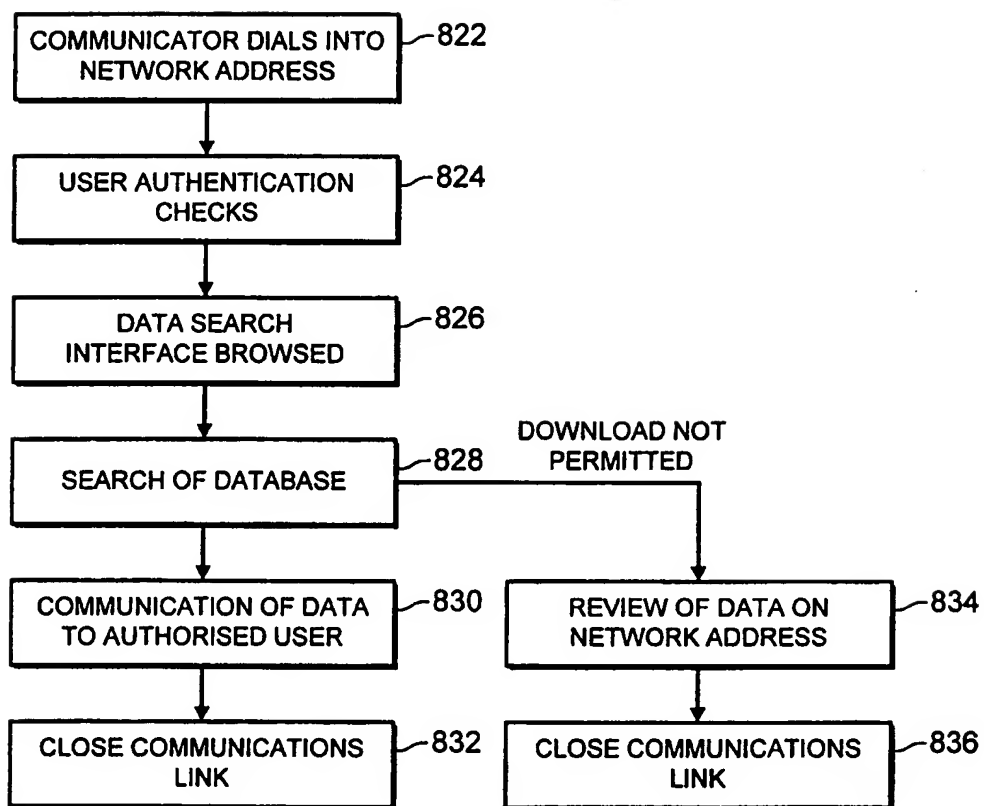 COMMUNICATOR DIALS INTO
NETWORK ADDRESS
822
USER AUTHENTICATION
CHECKS
824
DATA SEARCH
INTERFACE BROWSED
826
SEARCH OF DATABASE
828
DOWNLOAD NOT
PERMITTED
COMMUNICATION OF DATA
TO AUTHORISED USER
830
REVIEW OF DATA ON
NETWORK ADDRESS
834
CLOSE COMMUNICATIONS
LINK
832
CLOSE COMMUNICATIONS
LINK
836